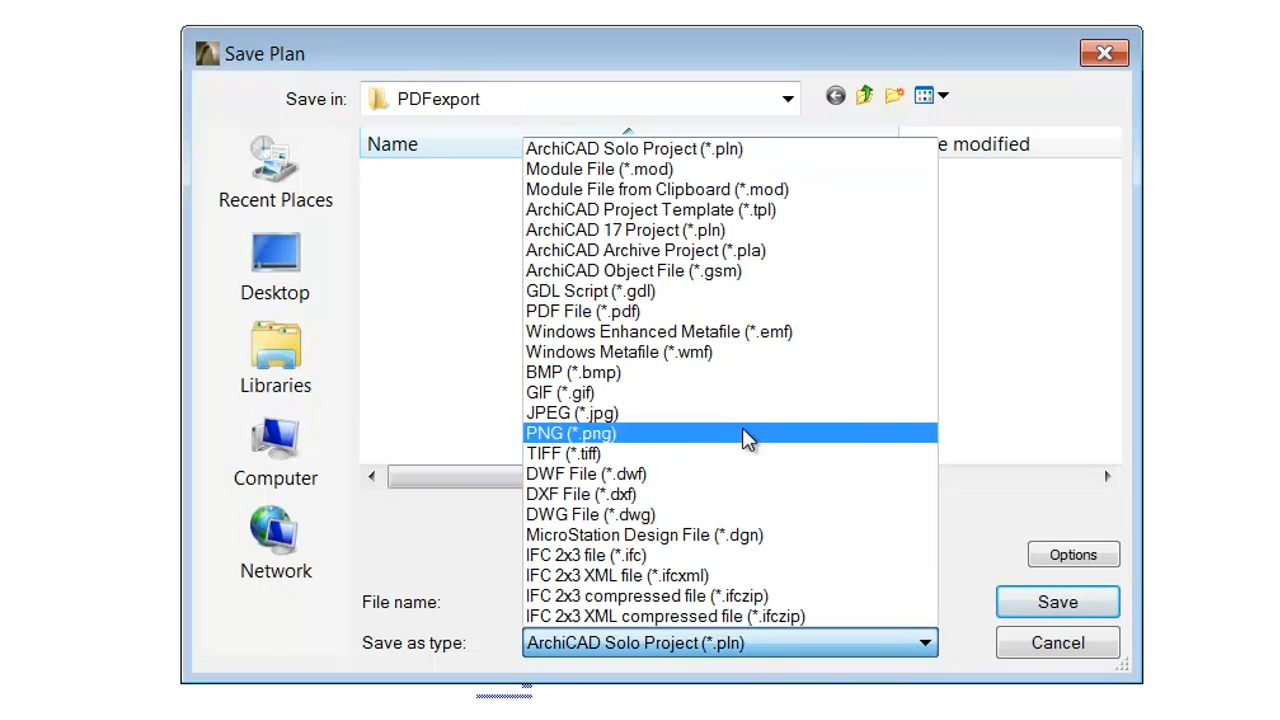 Save Plan
Save in: PDFexport
Name e modified
Recent Places
Desktop
Libraries
Computer
Network
ArchiCAD Solo Project (*.pln)
Module File (*.mod)
Module File from Clipboard (*.mod)
ArchiCAD Project Template (*.tpl)
ArchiCAD 17 Project (*.pln)
ArchiCAD Archive Project (*.pla)
ArchiCAD Object File (*.gsm)
GDL Script (*.gdl)
PDF File (*.pdf)
Windows Enhanced Metafile (*.emf)
Windows Metafile (*.wmf)
BMP (*.bmp)
GIF (*.gif)
JPEG (*.jpg)
PNG (*.png)
TIFF (*.tiff)
DWF File (*.dwf)
DXF File (*.dxf)
DWG File (*.dwg)
MicroStation Design File (*.dgn)
IFC 2x3 file (*.ifc)
IFC 2x3 XML file (*.ifcxml)
IFC 2x3 compressed file (*.ifczip)
IFC 2x3 XML compressed file (*.ifczip)
Options
File name:
Save
Save as type: ArchiCAD Solo Project (*.pln)
Cancel